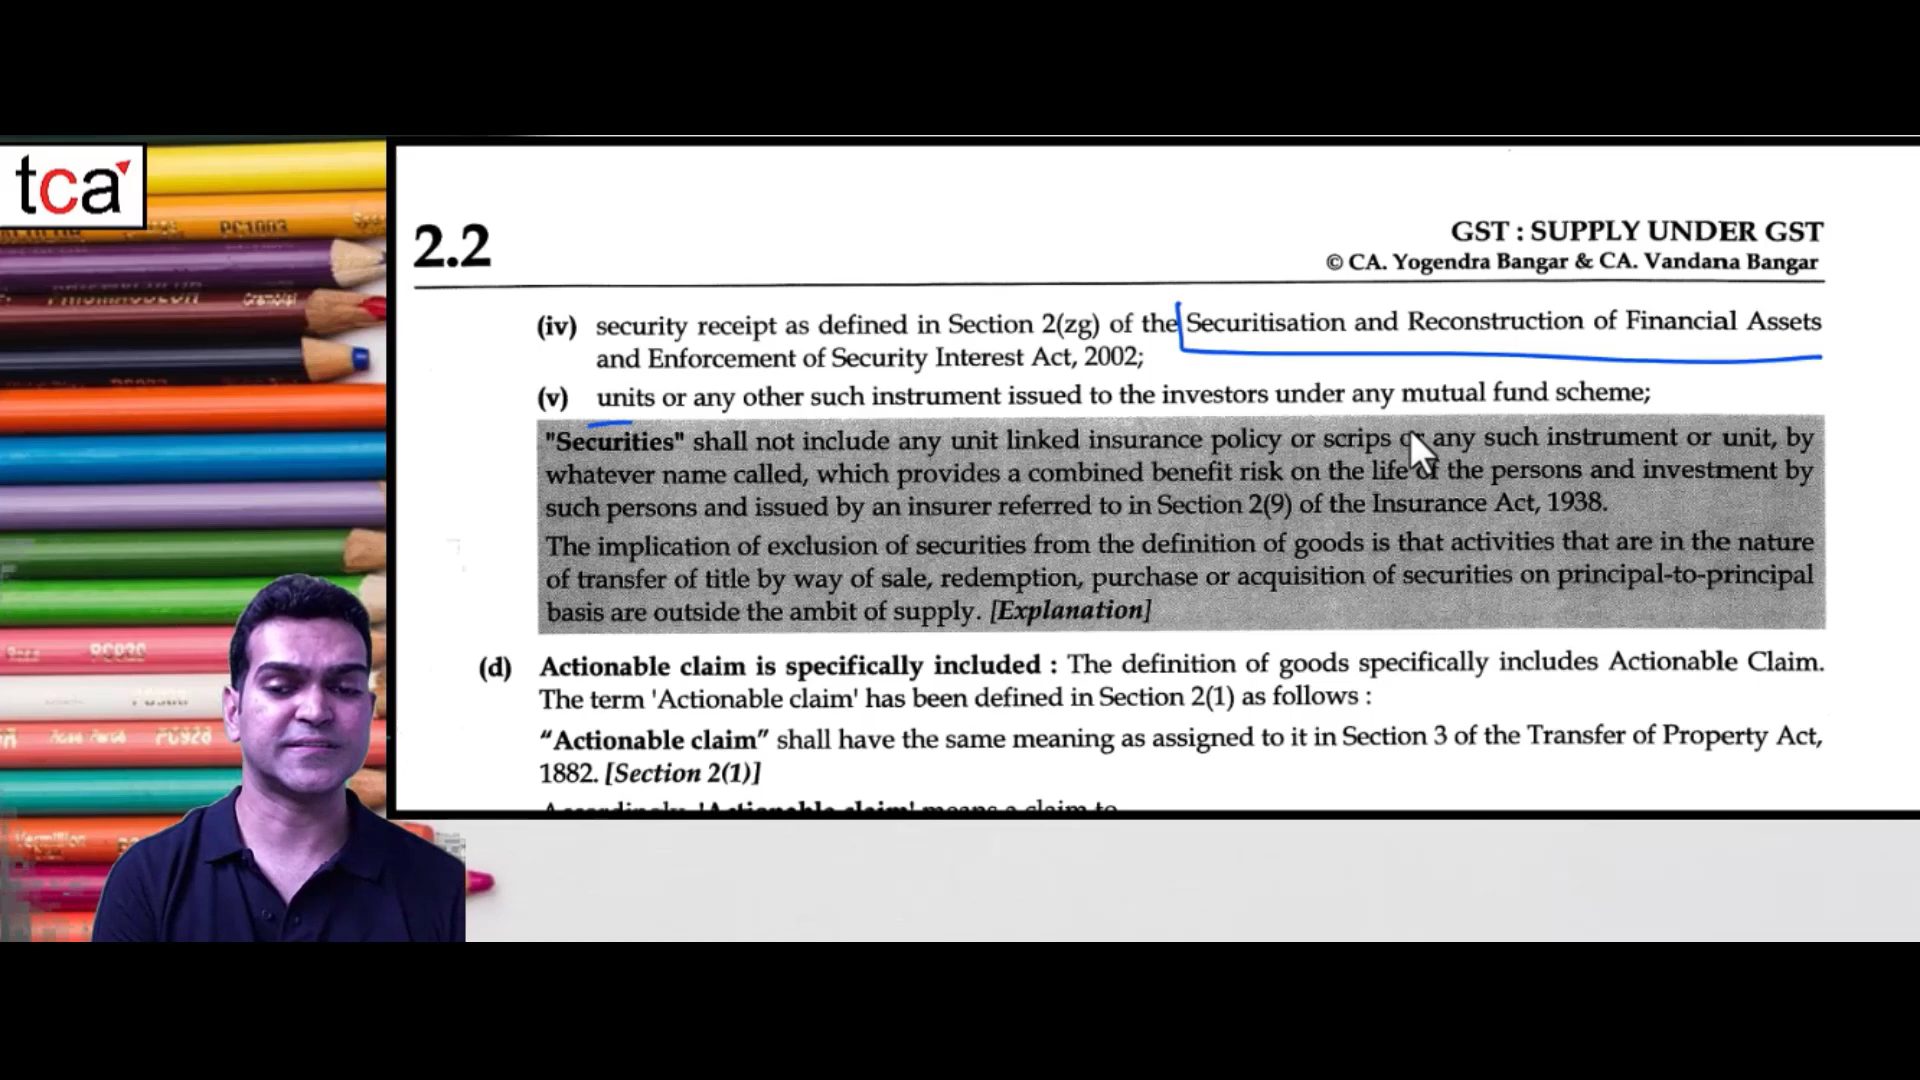 tca
PC1003
2.2
GST : SUPPLY UNDER GST
© CA. Yogendra Bangar & CA. Vandana Bangar
(iv) security receipt as defined in Section 2(zg) of the Securitisation and Reconstruction of Financial Assets
and Enforcement of Security Interest Act, 2002;
(v) units or any other such instrument issued to the investors under any mutual fund scheme;
"Securities" shall not include any unit linked insurance policy or scrips or any such instrument or unit, by
whatever name called, which provides a combined benefit risk on the life of the persons and investment by
such persons and issued by an insurer referred to in Section 2(9) of the Insurance Act, 1938.
The implication of exclusion of securities from the definition of goods is that activities that are in the nature
of transfer of title by way of sale, redemption, purchase or acquisition of securities on principal-to-principal
basis are outside the ambit of supply. [Explanation]
(d) Actionable claim is specifically included : The definition of goods specifically includes Actionable Claim.
The term 'Actionable claim' has been defined in Section 2(1) as follows :
“Actionable claim” shall have the same meaning as assigned to it in Section 3 of the Transfer of Property Act,
1882. [Section 2(1)]
Accordingly, 'Actionable claim' means a claim to